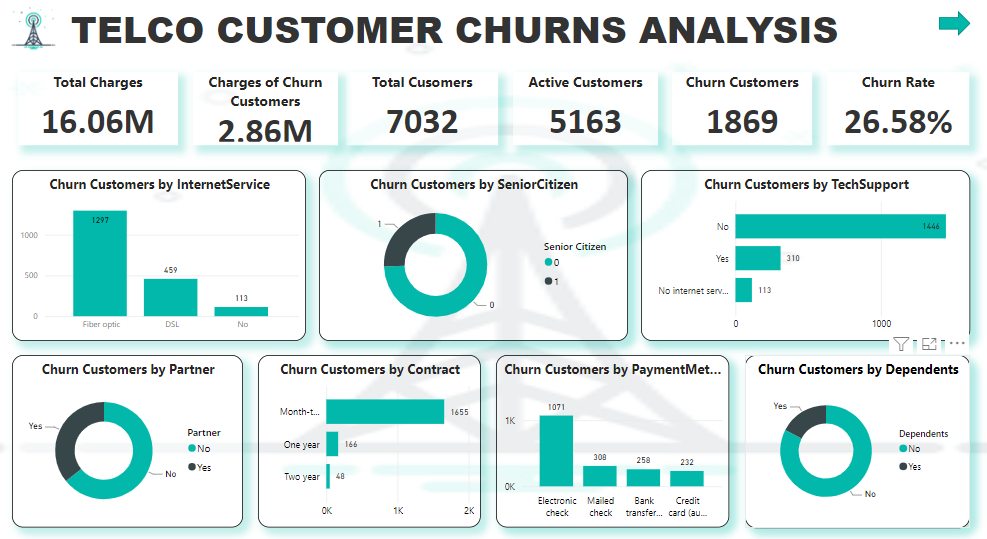 TELCO CUSTOMER CHURNS ANALYSIS
Total Charges
16.06M
Charges of Churn
Customers
2.86M
Total Cusomers
7032
Active Customers
5163
Churn Customers
1869
Churn Rate
26.58%
Churn Customers by InternetService
1000
500
0
1297
459
113
Fiber optic
DSL
No
Churn Customers by SeniorCitizen
1
0
Senior Citizen
0
1
Churn Customers by TechSupport
No
1446
Yes
310
No internet serv...
113
0
1000
Churn Customers by Partner
Yes
No
Partner
No
Yes
Churn Customers by Contract
Month-t...
1655
One year
166
Two year
48
0K
1K
2K
Churn Customers by PaymentMet...
1K
0K
1071
308
258
232
Electronic
check
Mailed
check
Bank
transfer...
Credit
card (au...
Churn Customers by Dependents
Yes
No
Dependents
No
Yes